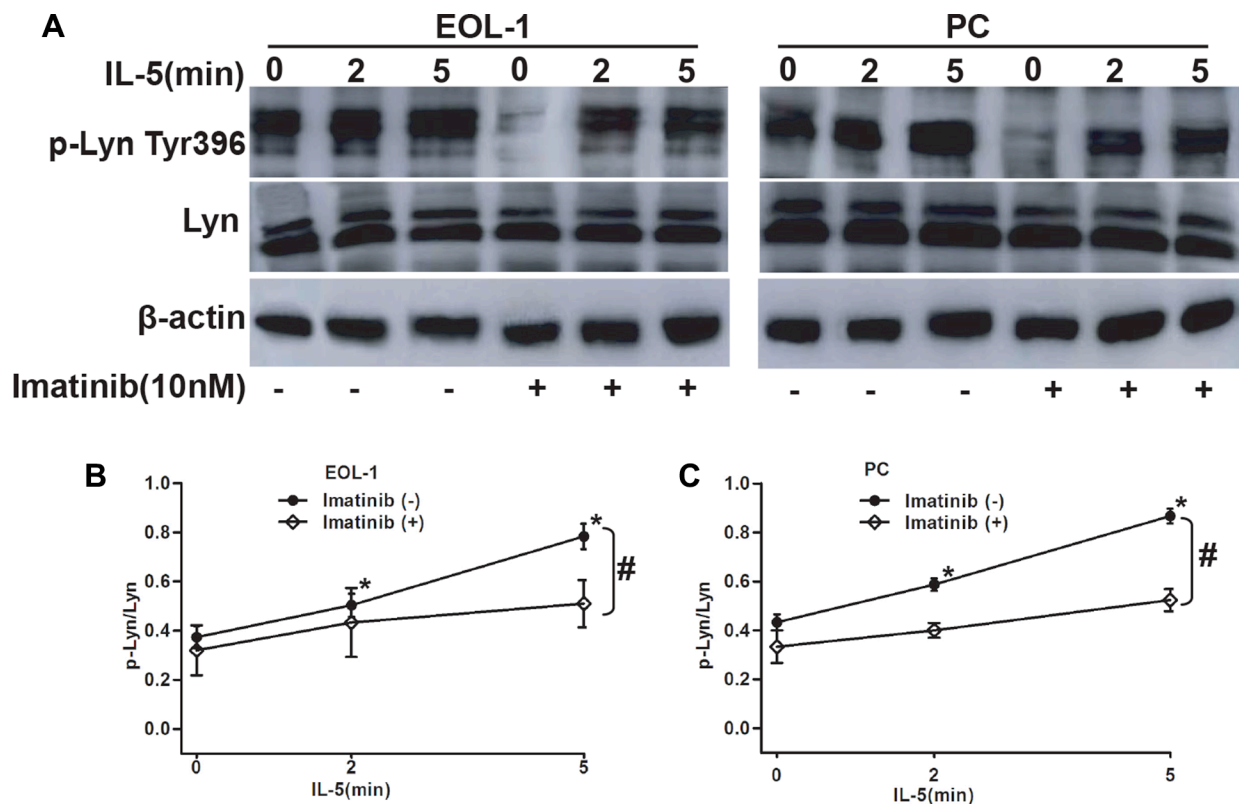 A
EOL-1 PC
IL-5(min) 0 2 5 0 2 5 0 2 5 0 2 5
p-Lyn Tyr396
Lyn
β-actin
Imatinib(10nM) - - - + + + - - - + + +
B
EOL-1
Imatinib (-)
Imatinib (+)
1.0
0.8
0.6
0.4
0.2
0.0
p-Lyn/Lyn
* * #
0 2 5
IL-5(min)
C
PC
Imatinib (-)
Imatinib (+)
1.0
0.8
0.6
0.4
0.2
0.0
p-Lyn/Lyn
* * #
0 2 5
IL-5(min)